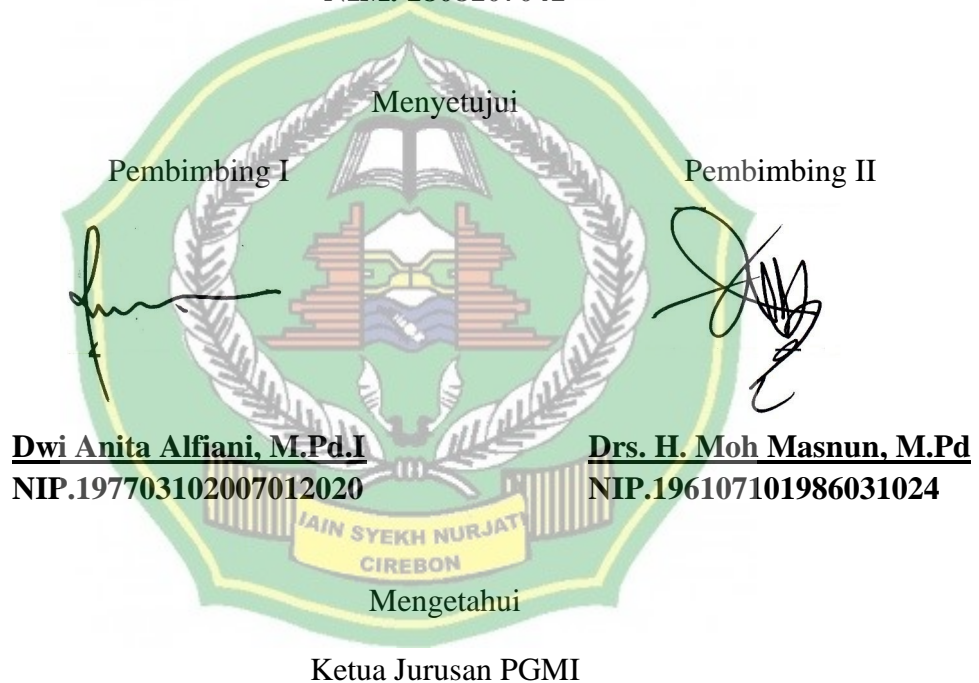 Menyetujui
Pembimbing I
Pembimbing II
Dwi Anita Alfiani, M.Pd.I
Drs. H. Moh Masnun, M.Pd
NIP.197703102007012020
NIP.196107101986031024
IAIN SYEKH NURJATI
CIREBON
Mengetahui
Ketua Jurusan PGMI